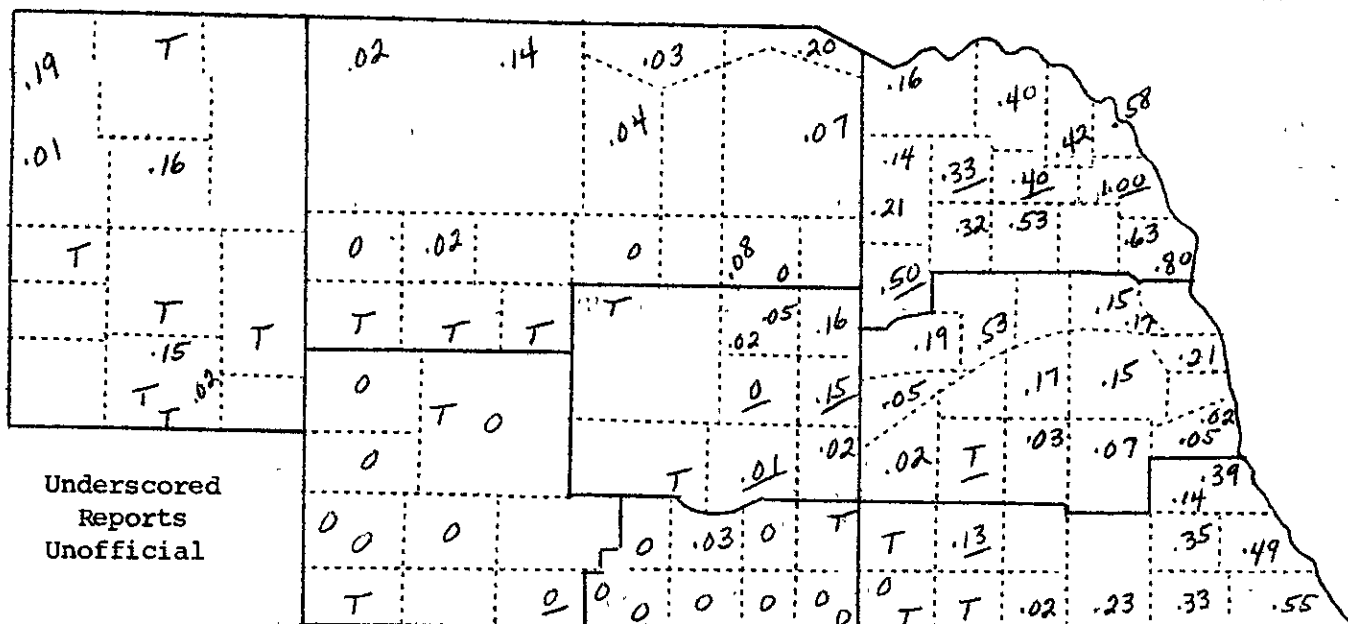 .02 .14 .03 .20
.19 T
.16 .40 .58
.04 .07 .42
.01 .16
.14 .33 .40 1.00
.21 .32 .53 .63
T 0 .02 0 .08 0 .80
.50
T T T T T .05 .16 .15 .17
T .02 .19 .53
.15 .21
T .02 0 0 .15 .05 .17 .15
T T 0 .02
0 T .01 .02 .02 T .03 .07 .05
.39
.14
Underscored
Reports
Unofficial
0 0 0 0 .03 0 T T .13 .35 .49
T 0 0 0 0 0 0 0 0 T T .02 .23 .33 .55